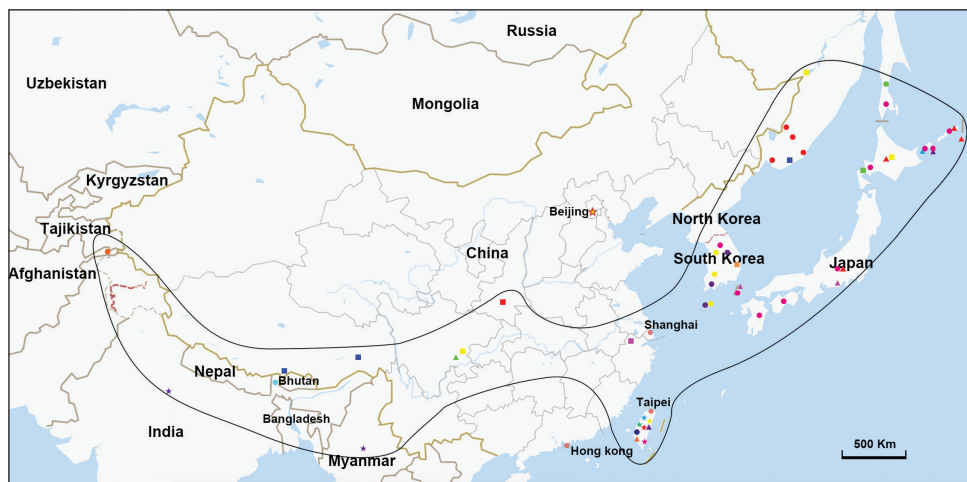 Russia
Uzbekistan
Mongolia
Kyrgyzstan
Beijing
North Korea
Tajikistan
China
South Korea
Japan
Afghanistan
Shanghai
Nepal
Bhutan
Taipei
Bangladesh
India
Hong kong
500 Km
Myanmar